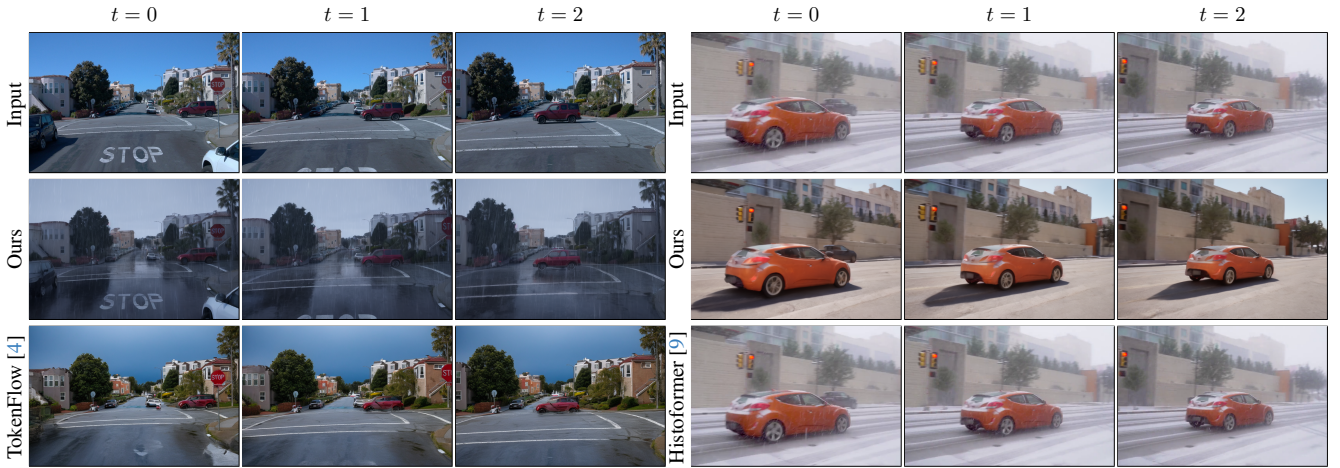 t = 0 t = 1 t = 2 t = 0 t = 1 t = 2
Input
STOP
STOP
Input
Ours
STOP
STOP
Ours
TokenFlow [4]
STOP
Histoformer [9]